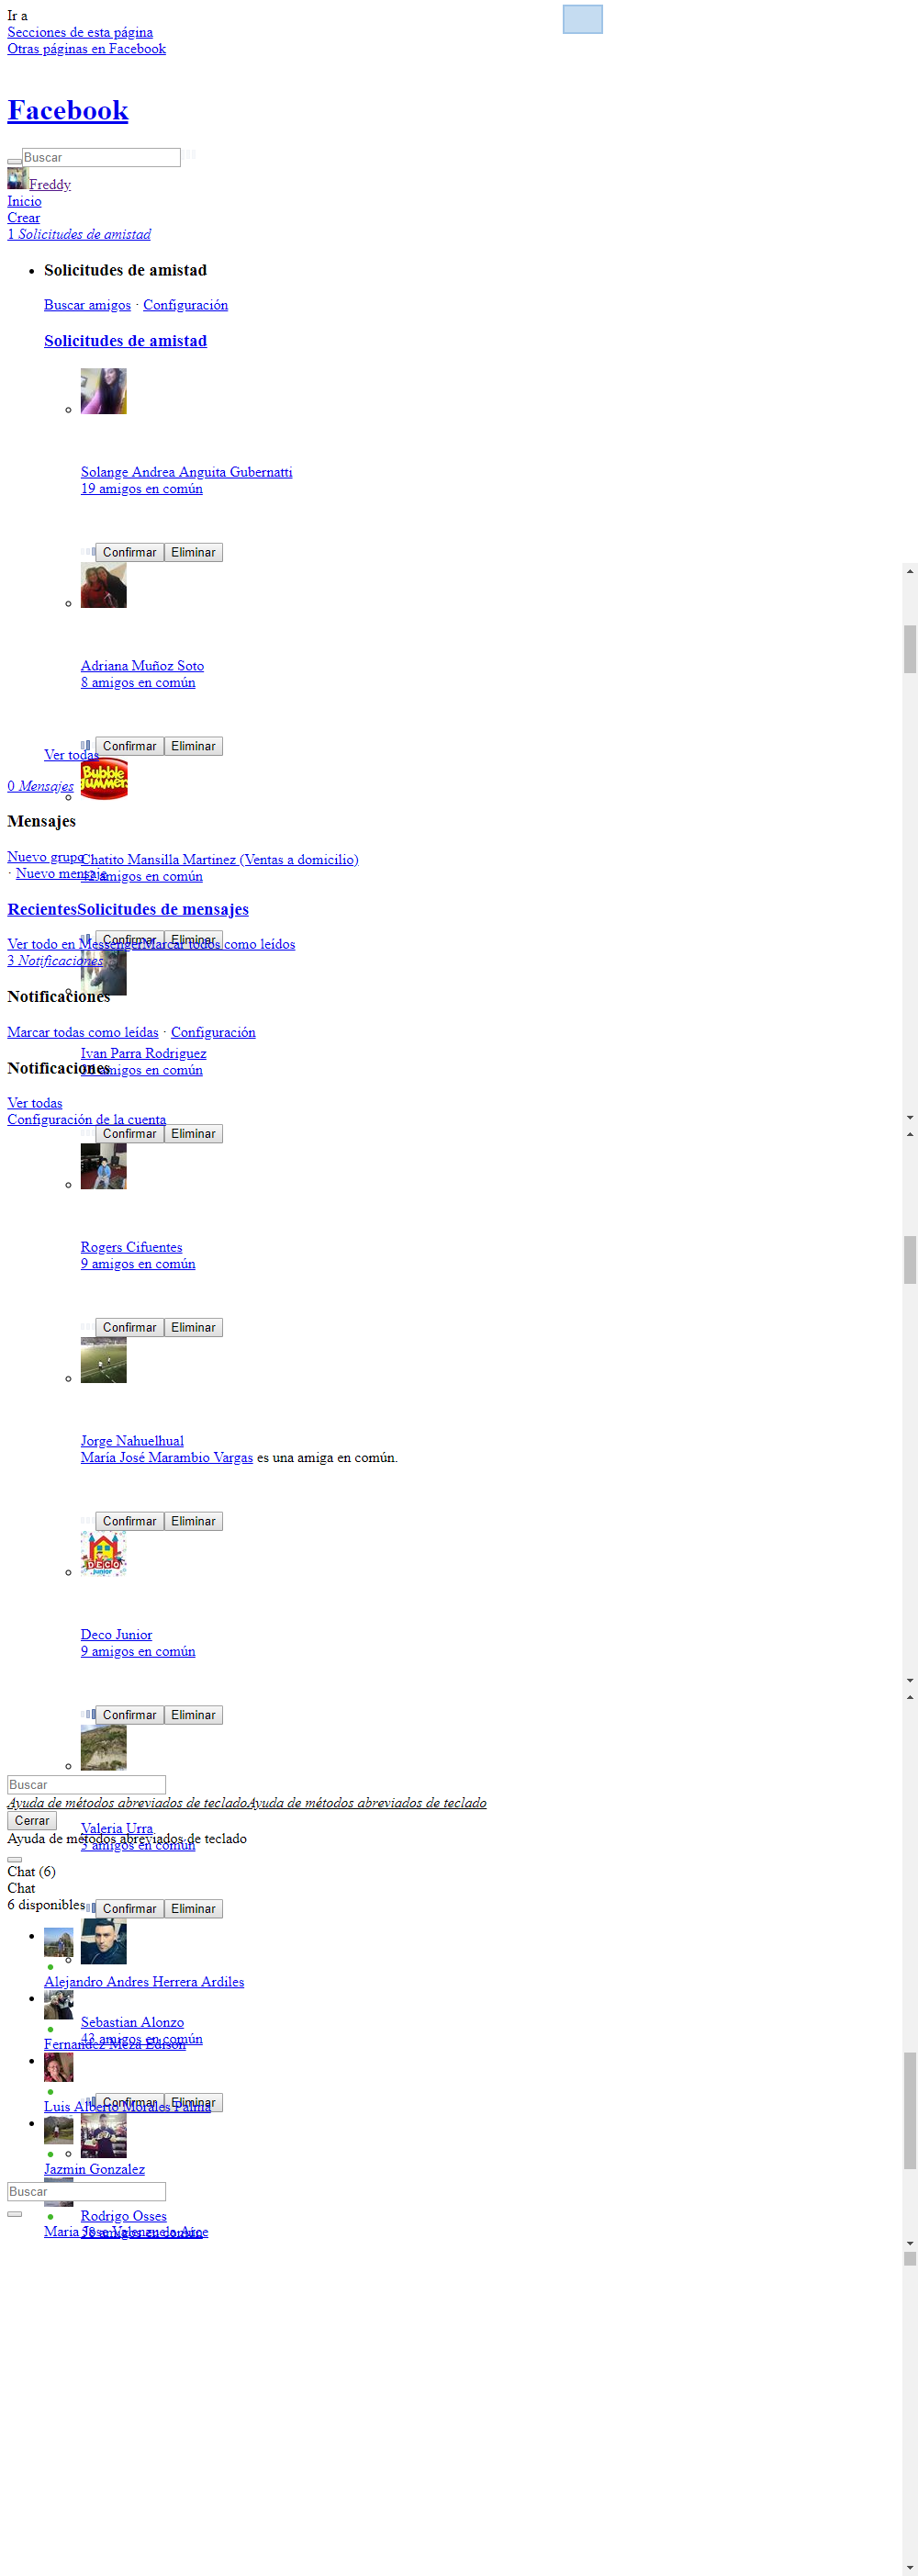 Ir a
Secciones de esta página
Otras páginas en Facebook
Facebook
Buscar
Freddy
Inicio
Crear
1 Solicitudes de amistad
Solicitudes de amistad
Buscar amigos · Configuración
Solicitudes de amistad
Solange Andrea Anguita Gubernatti
19 amigos en común
Confirmar Eliminar
Adriana Muñoz Soto
8 amigos en común
Confirmar Eliminar
Ver todas
Bubble Gummers
0 Mensajes
Mensajes
Nuevo grupo
Chatito Mansilla Martinez (Ventas a domicilio)
· Nuevo mensaje
amigos en común
RecientesSolicitudes de mensajes
Confirmar Eliminar
Ver todo en MessengerMarcar todos como leídos
3 Notificaciones
Notificaciones
Marcar todas como leídas · Configuración
Ivan Parra Rodriguez
Notificaciones
amigos en común
Ver todas
Configuración de la cuenta
Confirmar Eliminar
Rogers Cifuentes
9 amigos en común
Confirmar Eliminar
Jorge Nahuelhual
María José Marambio Vargas es una amiga en común.
Confirmar Eliminar
DECO
junior
Deco Junior
9 amigos en común
Confirmar Eliminar
Buscar
Ayuda de métodos abreviados de tecladoAyuda de métodos abreviados de teclado
Cerrar
Valeria Urra
Ayuda de métodos abreviados de teclado
amigos en común
Chat (6)
Chat
6 disponibles
Confirmar Eliminar
Alejandro Andres Herrera Ardiles
Sebastian Alonzo
43 amigos en común
Fernandez Meza Edison
Confirmar Eliminar
Luis Alberto Morales Palma
Jazmin Gonzalez
Buscar
Rodrigo Osses
Maria Jose Valenzuela Arce
amigos en común